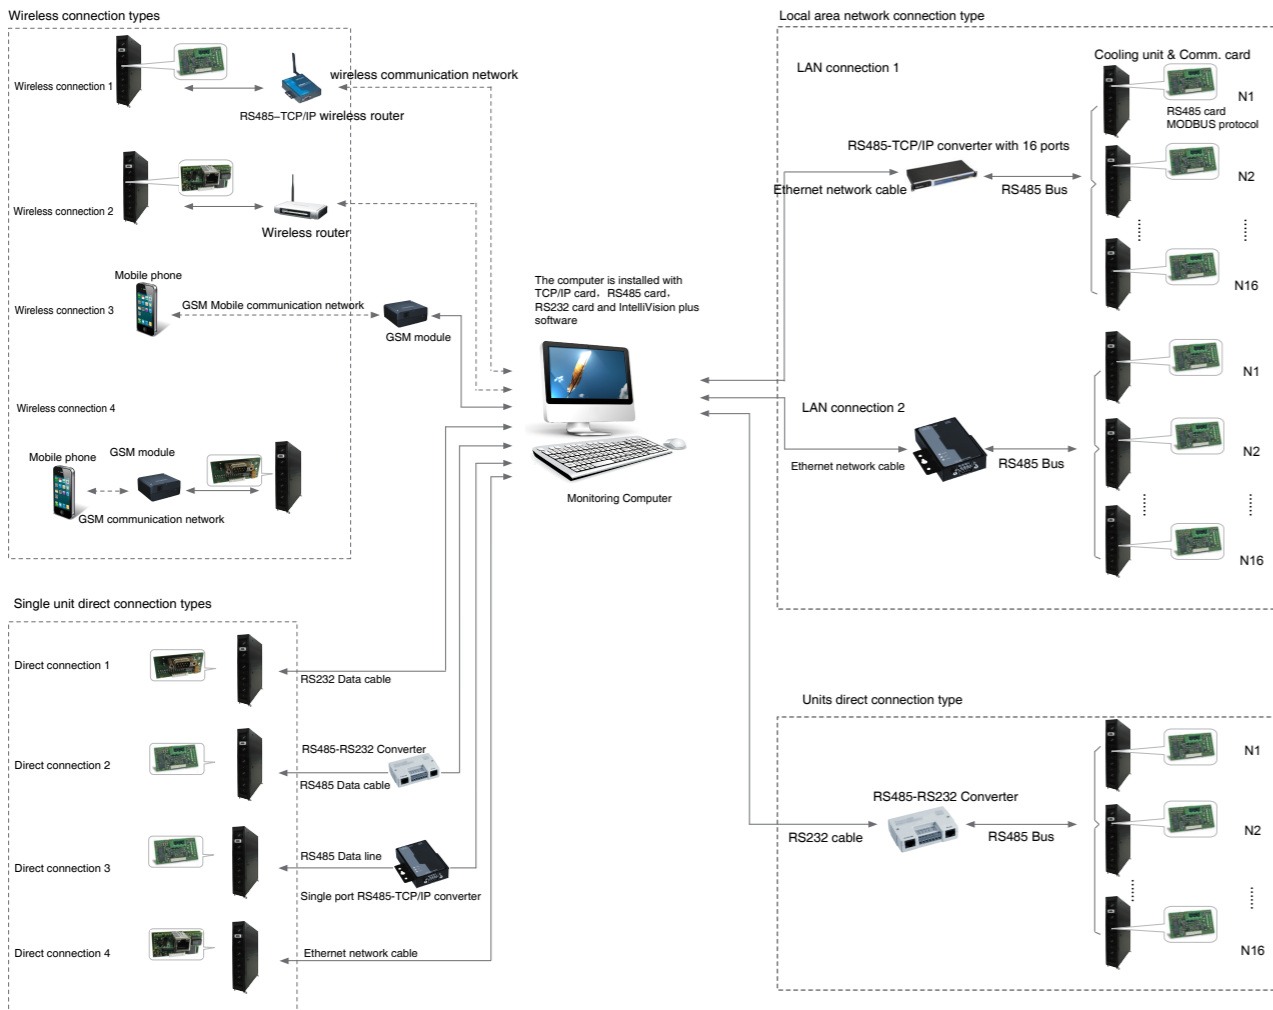 Wireless connection types
Wireless connection 1
RS485–TCP/IP wireless router
wireless communication network
Wireless connection 2
Wireless router
Wireless connection 3
Mobile phone
GSM Mobile communication network
GSM module
Wireless connection 4
Mobile phone
GSM module
GSM communication network
Single unit direct connection types
Direct connection 1
RS232 Data cable
Direct connection 2
RS485-RS232 Converter
RS485 Data cable
Direct connection 3
RS485 Data line
Single port RS485-TCP/IP converter
Direct connection 4
Ethernet network cable
The computer is installed with
TCP/IP card，RS485 card，
RS232 card and IntelliVision plus
software
Monitoring Computer
Local area network connection type
LAN connection 1
Cooling unit & Comm. card
N1
RS485 card
MODBUS protocol
RS485-TCP/IP converter with 16 ports
Ethernet network cable
RS485 Bus
N2
N16
LAN connection 2
Ethernet network cable
RS485 Bus
N1
N2
N16
Units direct connection type
RS485-RS232 Converter
RS232 cable
RS485 Bus
N1
N2
N16